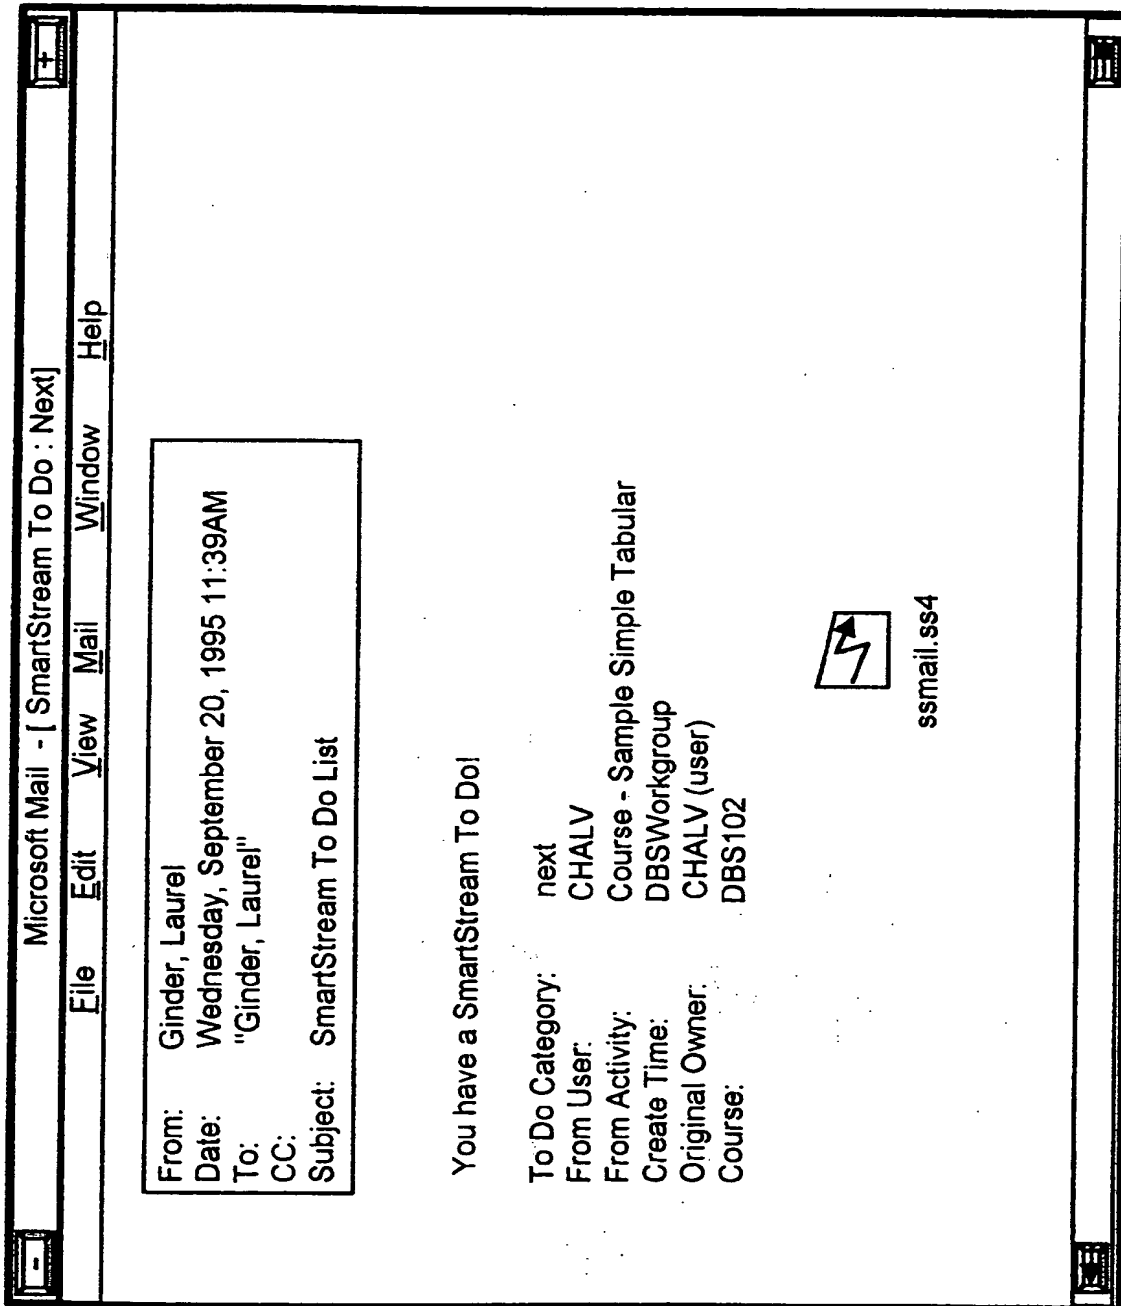 Microsoft Mail - [ SmartStream To Do : Next]
File Edit View Mail Window Help
From: Ginder, Laurel
Date: Wednesday, September 20, 1995 11:39AM
To: "Ginder, Laurel"
CC:
Subject: SmartStream To Do List
You have a SmartStream To Do!
To Do Category: next
From User: CHALV
From Activity: Course - Sample Simple Tabular
Create Time: DBSWorkgroup
Original Owner: CHALV (user)
Course: DBS102
ssmail.ss4